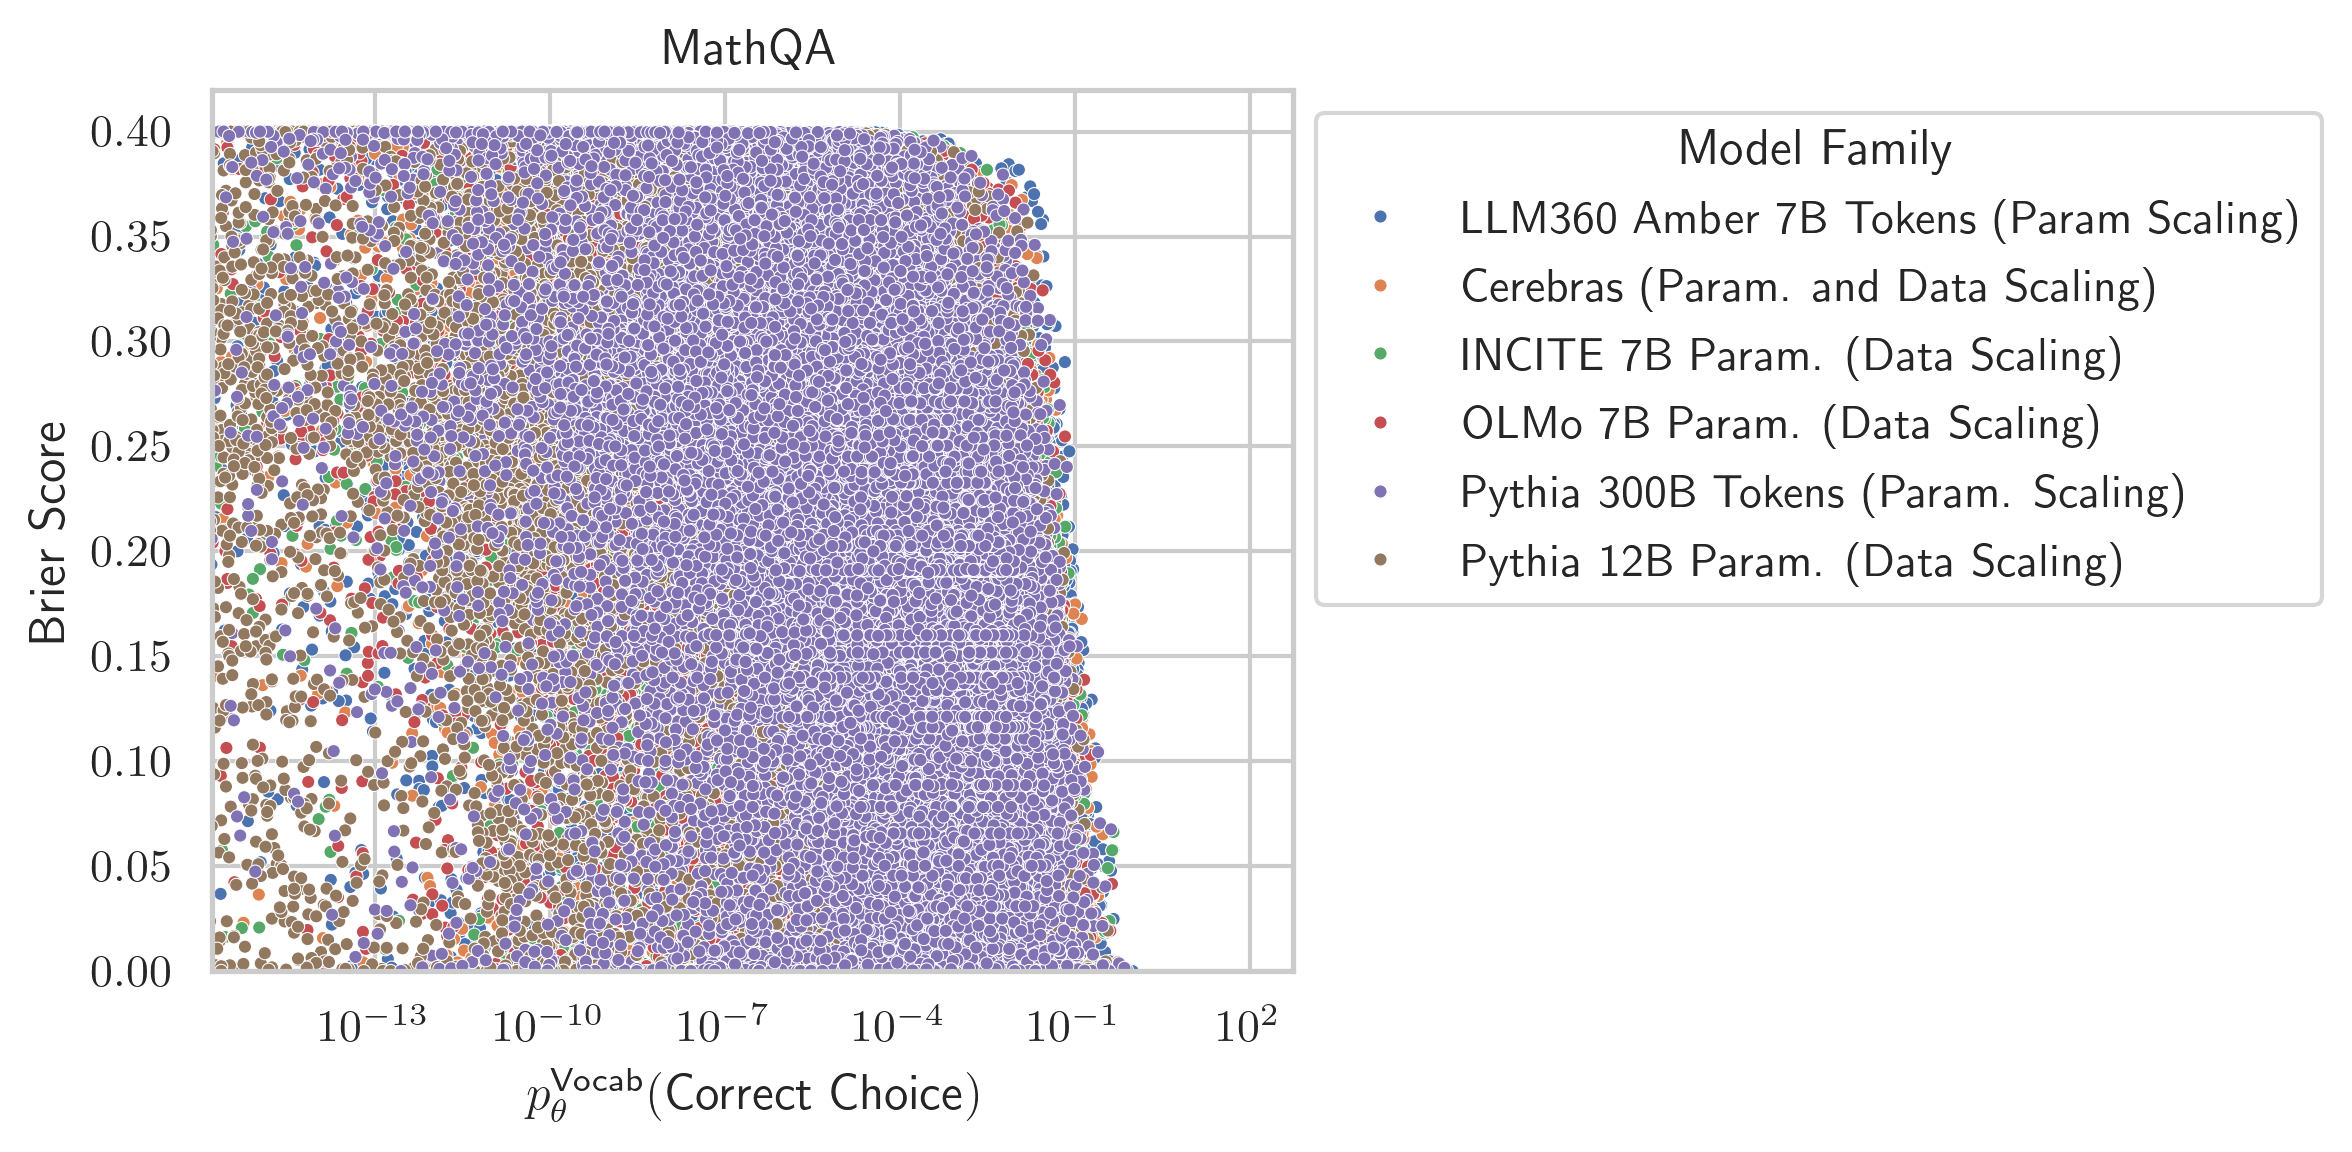 MathQA
0.40
0.35
0.30
0.25
0.20
0.15
0.10
0.05
0.00
Brier Score
10^{-13} 10^{-10} 10^{-7} 10^{-4} 10^{-1} 10^{2}
p_θ^{Vocab}(Correct Choice)
Model Family
LLM360 Amber 7B Tokens (Param Scaling)
Cerebras (Param. and Data Scaling)
INCITE 7B Param. (Data Scaling)
OLMo 7B Param. (Data Scaling)
Pythia 300B Tokens (Param. Scaling)
Pythia 12B Param. (Data Scaling)